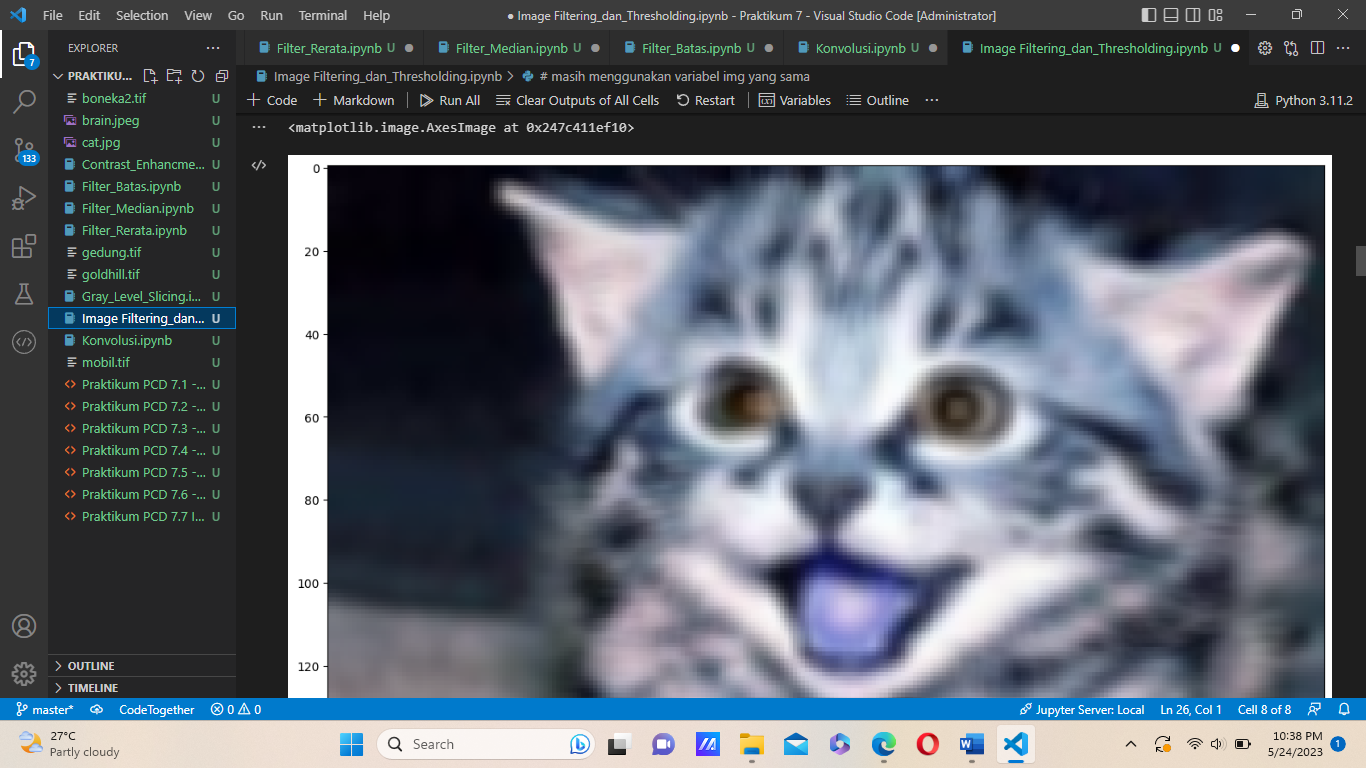 File Edit Selection View Go Run Terminal Help
● Image Filtering_dan_Thresholding.ipynb - Praktikum 7 - Visual Studio Code [Administrator]
EXPLORER
PRAKTIKU...
boneka2.tif U
brain.jpeg U
cat.jpg U
Contrast_Enhancme... U
Filter_Batas.ipynb U
Filter_Median.ipynb U
Filter_Rerata.ipynb U
gedung.tif U
goldhill.tif U
Gray_Level_Slicing.i... U
Image Filtering_dan... U
Konvolusi.ipynb U
mobil.tif U
Praktikum PCD 7.1 -... U
Praktikum PCD 7.2 -... U
Praktikum PCD 7.3 -... U
Praktikum PCD 7.4 -... U
Praktikum PCD 7.5 -... U
Praktikum PCD 7.6 -... U
Praktikum PCD 7.7 I... U
OUTLINE
TIMELINE
7
133
Filter_Rerata.ipynb U Filter_Median.ipynb U Filter_Batas.ipynb U Konvolusi.ipynb U Image Filtering_dan_Thresholding.ipynb U
Image Filtering_dan_Thresholding.ipynb > # masih menggunakan variabel img yang sama
Code Markdown Run All Clear Outputs of All Cells Restart Variables Outline ... Python 3.11.2
<matplotlib.image.AxesImage at 0x247c411ef10>
0
20
40
60
80
100
120
master* CodeTogether 0 0 Jupyter Server: Local Ln 26, Col 1 Cell 8 of 8
27°C
Partly cloudy
Search
10:38 PM
5/24/2023
1